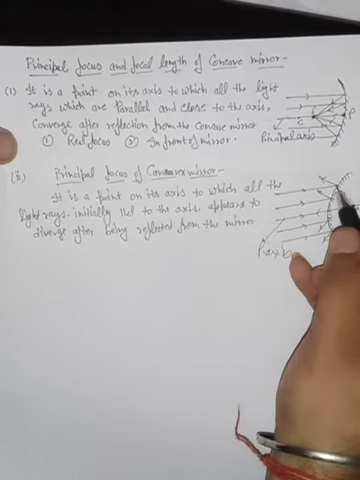 Principal focus and focal length of Concave mirror-
(i) It is a point on its axis to which all the light
rays which are Parallel and close to the axis,
Converge after reflection from the concave mirror
① Real focus ② In front of mirror.
C
P
Principal axis
(ii) Principal focus of Convex mirror-
It is a point on its axis to which all the
light rays initially llel to the axis, appears to
diverge after being reflected from the mirror